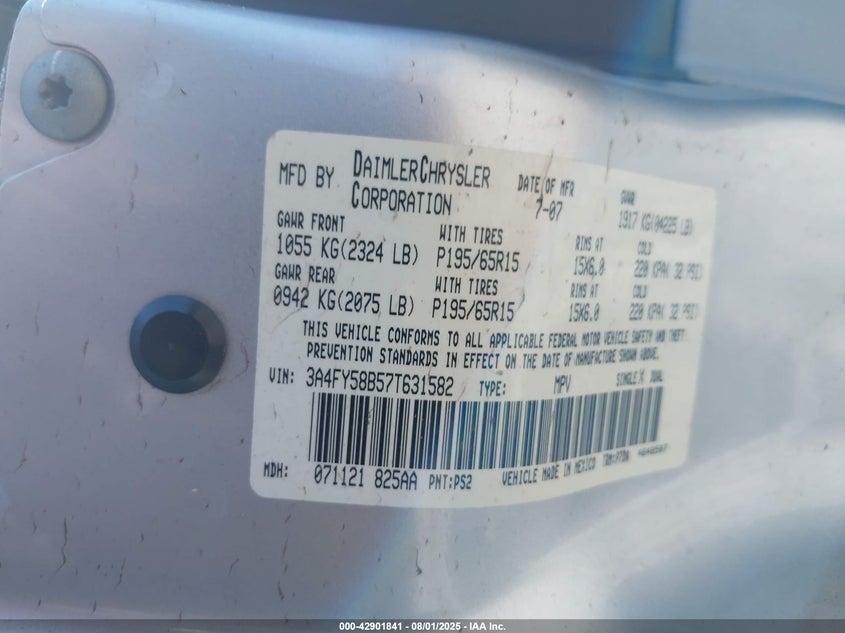 MFD BY DAIMLERCHRYSLER CORPORATION DATE OF MFR 7-07 GVWR 1917 KG(04225 LB)
GAWR FRONT WITH TIRES RIMS AT COLD
1055 KG(2324 LB) P195/65R15 15X6.0 220 KPA( 32 PSI)
GAWR REAR WITH TIRES RIMS AT COLD
0942 KG(2075 LB) P195/65R15 15X6.0 220 KPA( 32 PSI)
THIS VEHICLE CONFORMS TO ALL APPLICABLE FEDERAL MOTOR VEHICLE SAFETY AND THEFT
PREVENTION STANDARDS IN EFFECT ON THE DATE OF MANUFACTURE SHOWN ABOVE.
VIN: 3A4FY58B57T631582 TYPE: MPV SINGLE X DUAL
MDH: 071121 825AA PNT:PS2 VEHICLE MADE IN MEXICO
000-42901841 - 08/01/2025 - IAA Inc.